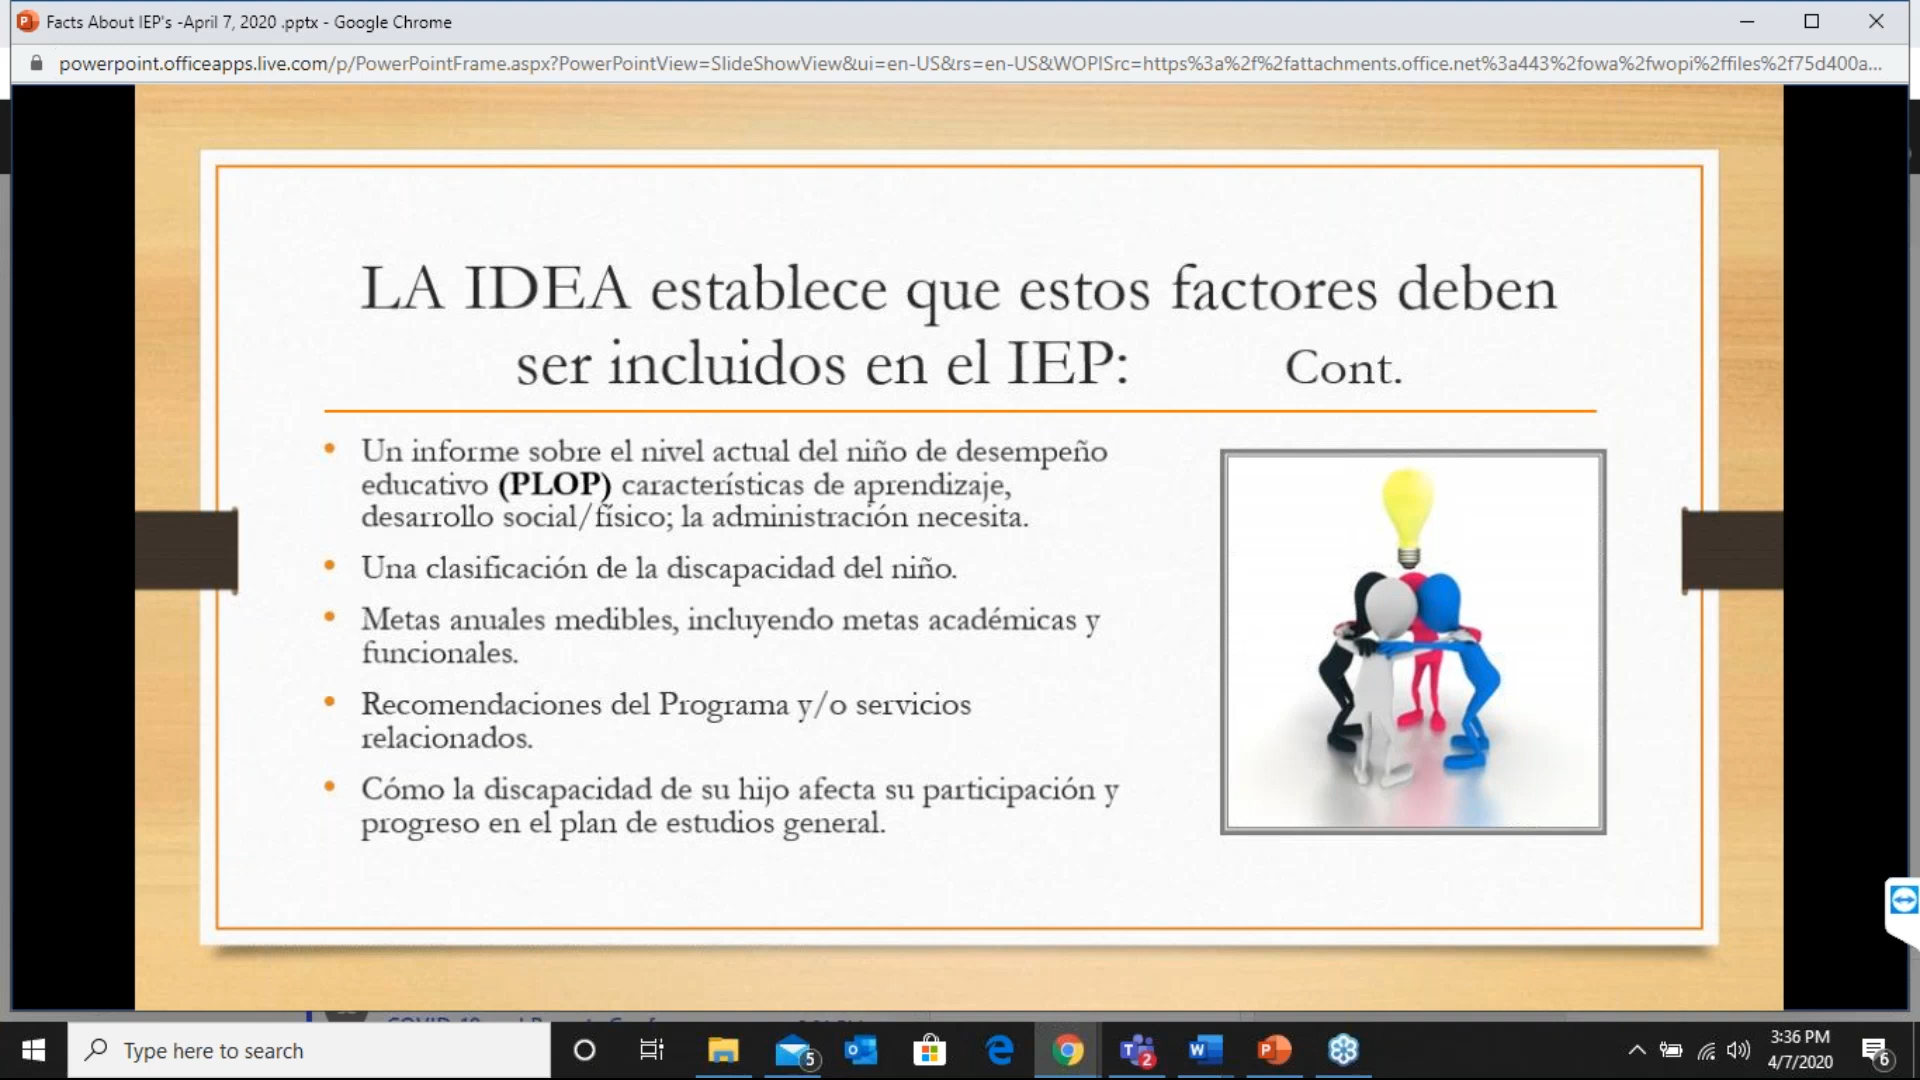 Facts About IEP's -April 7, 2020 .pptx - Google Chrome
powerpoint.officeapps.live.com/p/PowerPointFrame.aspx?PowerPointView=SlideShowView&ui=en-US&rs=en-US&WOPISrc=https%3a%2f%2fattachments.office.net%3a443%2fowa%2fwopi%2ffiles%2f75d400a...
LA IDEA establece que estos factores deben
ser incluidos en el IEP: Cont.
• Un informe sobre el nivel actual del niño de desempeño
educativo (PLOP) características de aprendizaje,
desarrollo social/físico; la administración necesita.
• Una clasificación de la discapacidad del niño.
• Metas anuales medibles, incluyendo metas académicas y
funcionales.
• Recomendaciones del Programa y/o servicios
relacionados.
• Cómo la discapacidad de su hijo afecta su participación y
progreso en el plan de estudios general.
Type here to search
5
2
3:36 PM
4/7/2020
6